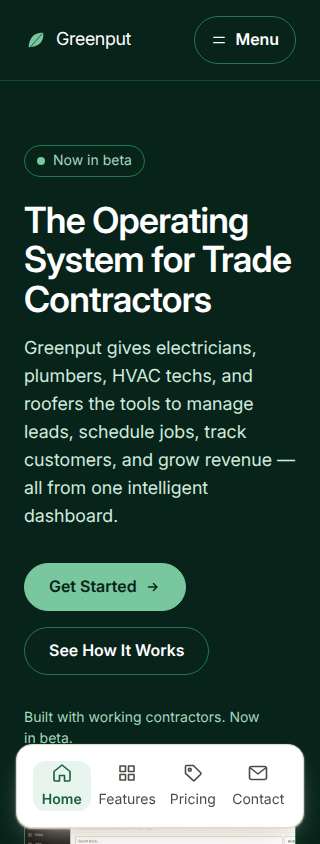 Greenput
Menu
Now in beta
The Operating
System for Trade
Contractors
Greenput gives electricians,
plumbers, HVAC techs, and
roofers the tools to manage
leads, schedule jobs, track
customers, and grow revenue —
all from one intelligent
dashboard.
Get Started →
See How It Works
Built with working contractors. Now
in beta.
Home Features Pricing Contact